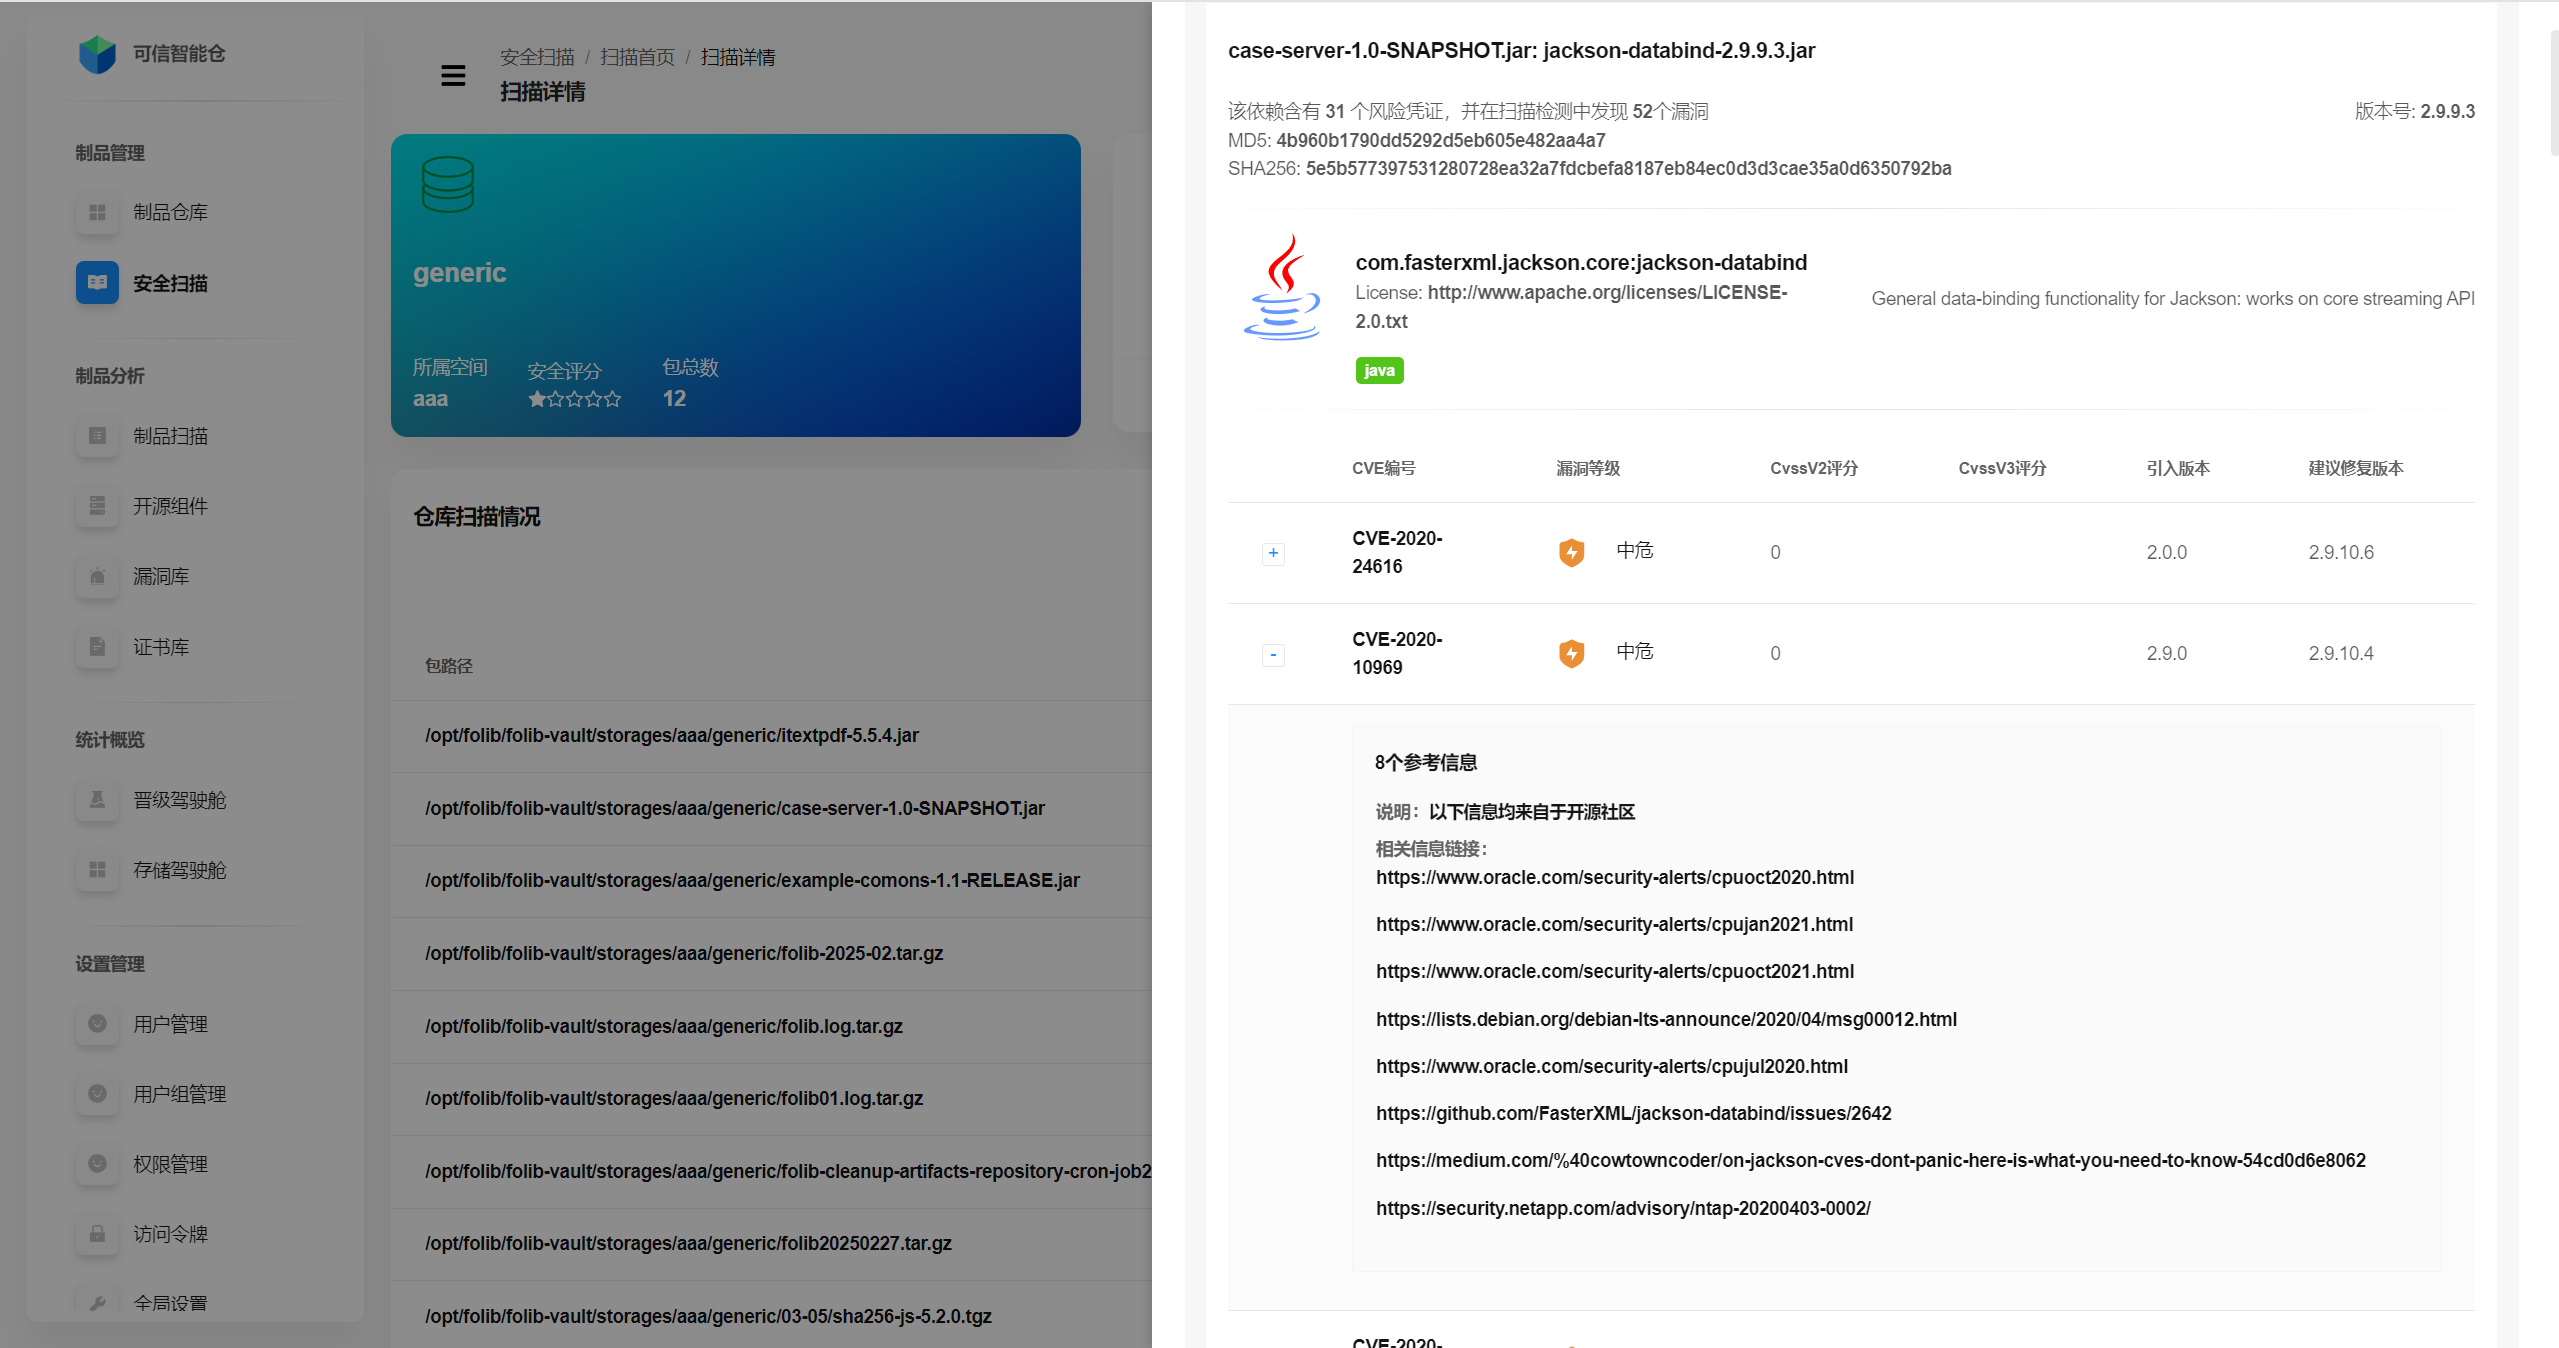 可信智能仓
制品管理
制品仓库
安全扫描
制品分析
制品扫描
开源组件
漏洞库
证书库
统计概览
晋级驾驶舱
存储驾驶舱
设置管理
用户管理
用户组管理
权限管理
访问令牌
全局设置
安全扫描 / 扫描首页 / 扫描详情
扫描详情
generic
所属空间 安全评分 包总数
aaa 12
仓库扫描情况
包路径
/opt/folib/folib-vault/storages/aaa/generic/itextpdf-5.5.4.jar
/opt/folib/folib-vault/storages/aaa/generic/case-server-1.0-SNAPSHOT.jar
/opt/folib/folib-vault/storages/aaa/generic/example-comons-1.1-RELEASE.jar
/opt/folib/folib-vault/storages/aaa/generic/folib-2025-02.tar.gz
/opt/folib/folib-vault/storages/aaa/generic/folib.log.tar.gz
/opt/folib/folib-vault/storages/aaa/generic/folib01.log.tar.gz
/opt/folib/folib-vault/storages/aaa/generic/folib-cleanup-artifacts-repository-cron-job2
/opt/folib/folib-vault/storages/aaa/generic/folib20250227.tar.gz
/opt/folib/folib-vault/storages/aaa/generic/03-05/sha256-js-5.2.0.tgz
case-server-1.0-SNAPSHOT.jar: jackson-databind-2.9.9.3.jar
该依赖含有 31 个风险凭证，并在扫描检测中发现 52个漏洞 版本号: 2.9.9.3
MD5: 4b960b1790dd5292d5eb605e482aa4a7
SHA256: 5e5b577397531280728ea32a7fdcbefa8187eb84ec0d3d3cae35a0d6350792ba
com.fasterxml.jackson.core:jackson-databind
License: http://www.apache.org/licenses/LICENSE-
2.0.txt
General data-binding functionality for Jackson: works on core streaming API
java
CVE编号 漏洞等级 CvssV2评分 CvssV3评分 引入版本 建议修复版本
+ CVE-2020-
24616 中危 0 2.0.0 2.9.10.6
- CVE-2020-
10969 中危 0 2.9.0 2.9.10.4
8个参考信息
说明：以下信息均来自于开源社区
相关信息链接：
https://www.oracle.com/security-alerts/cpuoct2020.html
https://www.oracle.com/security-alerts/cpujan2021.html
https://www.oracle.com/security-alerts/cpuoct2021.html
https://lists.debian.org/debian-lts-announce/2020/04/msg00012.html
https://www.oracle.com/security-alerts/cpujul2020.html
https://github.com/FasterXML/jackson-databind/issues/2642
https://medium.com/%40cowtowncoder/on-jackson-cves-dont-panic-here-is-what-you-need-to-know-54cd0d6e8062
https://security.netapp.com/advisory/ntap-20200403-0002/
CVE-2020-